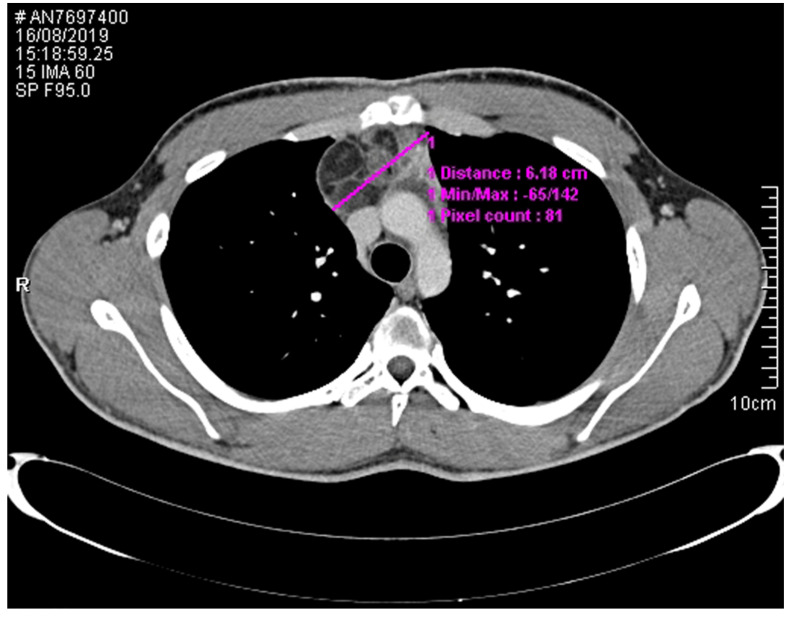 # AN7697400
16/08/2019
15:18:59.25
15 IMA 60
SP F95.0
1
1 Distance : 6.18 cm
1 Min/Max : -65/142
1 Pixel count : 81
R
10cm